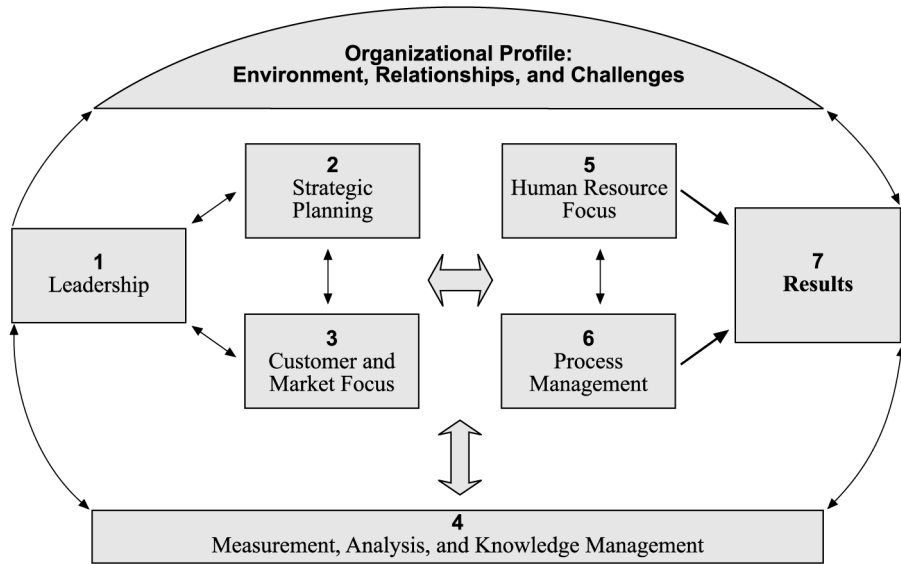 Organizational Profile:
Environment, Relationships, and Challenges
2
Strategic
Planning
5
Human Resource
Focus
1
Leadership
7
Results
3
Customer and
Market Focus
6
Process
Management
4
Measurement, Analysis, and Knowledge Management